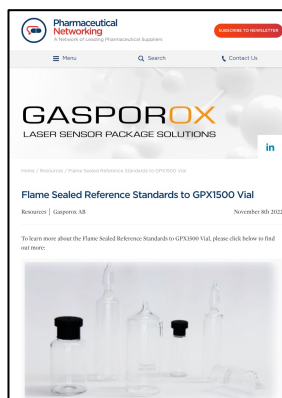 Pharmaceutical
Networking
A Network of Leading Pharmaceutical Suppliers
SUBSCRIBE TO NEWSLETTER
Menu
Search
Contact Us
GASPOROX
LASER SENSOR PACKAGE SOLUTIONS
in
Home / Resources / Flame Sealed Reference Standards to GPX1500 Vial
Flame Sealed Reference Standards to GPX1500 Vial
Resources | Gasporox AB
November 8th 2022
To learn more about the Flame Sealed Reference Standards to GPX1500 Vial, please click below to find
out more: